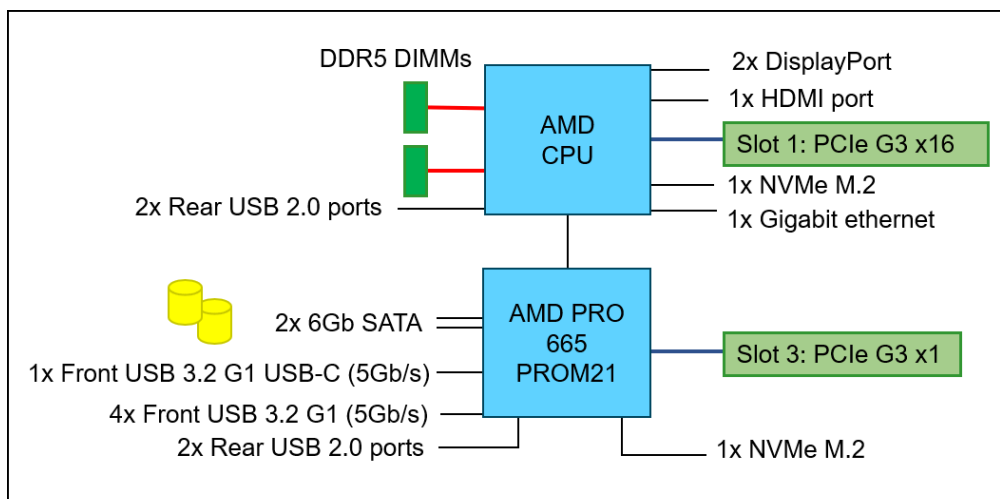 DDR5 DIMMs
2x DisplayPort
1x HDMI port
AMD
CPU
Slot 1: PCIe G3 x16
1x NVMe M.2
2x Rear USB 2.0 ports
1x Gigabit ethernet
2x 6Gb SATA
AMD PRO
665
PROM21
Slot 3: PCIe G3 x1
1x Front USB 3.2 G1 USB-C (5Gb/s)
4x Front USB 3.2 G1 (5Gb/s)
2x Rear USB 2.0 ports
1x NVMe M.2